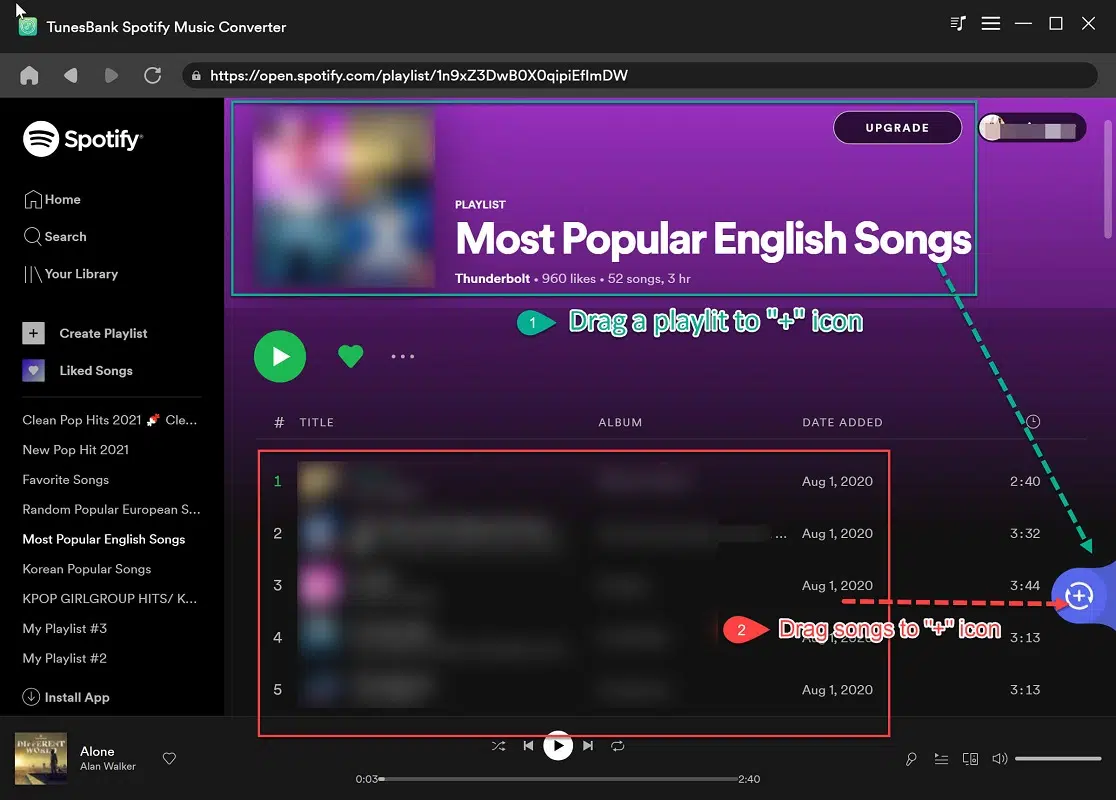 TunesBank Spotify Music Converter
https://open.spotify.com/playlist/1n9xZ3DwB0X0qipiEfImDW
Spotify
Home
Search
Your Library
Create Playlist
Liked Songs
Clean Pop Hits 2021 🧨 Cle...
New Pop Hit 2021
Favorite Songs
Random Popular European S...
Most Popular English Songs
Korean Popular Songs
KPOP GIRLGROUP HITS/ K...
My Playlist #3
My Playlist #2
Install App
UPGRADE
PLAYLIST
Most Popular English Songs
Thunderbolt • 960 likes • 52 songs, 3 hr
1 Drag a playlit to "+" icon
# TITLE ALBUM DATE ADDED
1 Aug 1, 2020 2:40
2 ... Aug 1, 2020 3:32
3 Aug 1, 2020 3:44
2 Drag songs to "+" icon
4 Aug 1, 2020 3:13
5 Aug 1, 2020 3:13
DIFFERENT
WORLD
Alone
Alan Walker
0:03 2:40